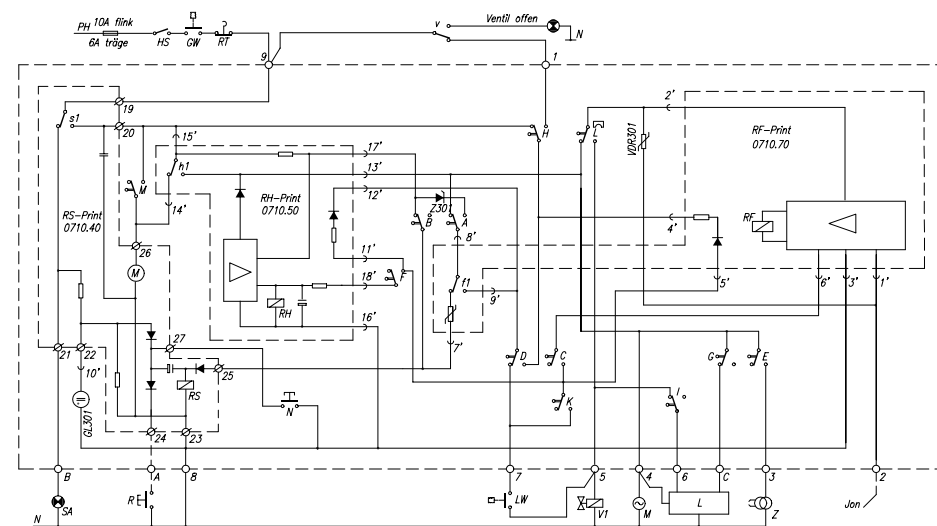 PH 10A flink
6A träge
HS GW RT
v
Ventil offen
N
9
1
s1
19
20
15'
h1
17'
13'
12'
14'
M
RS-Print
0710.40
RH-Print
0710.50
26
M
11'
18'
16'
RH
F
Z301
B
A
8'
f1
9'
7'
H
L
VDR301
2'
RF-Print
0710.70
RF
4'
5'
6'
3'
1'
21
22
10'
GL301
27
25
RS
24
23
N
D
C
K
I
G
E
B
A
8
7
5
4
6
C
3
2
SA
R
LW
V1
M
L
Z
Jon
N